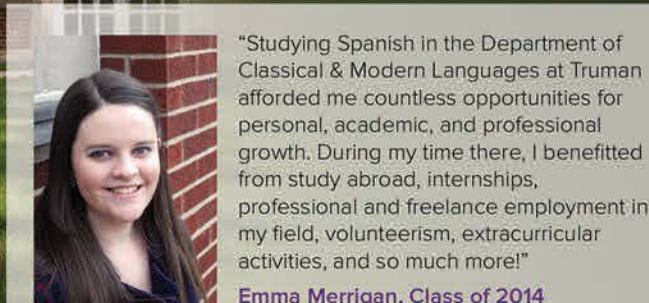 “Studying Spanish in the Department of
Classical & Modern Languages at Truman
afforded me countless opportunities for
personal, academic, and professional
growth. During my time there, I benefitted
from study abroad, internships,
professional and freelance employment in
my field, volunteerism, extracurricular
activities, and so much more!”
Emma Merrigan, Class of 2014